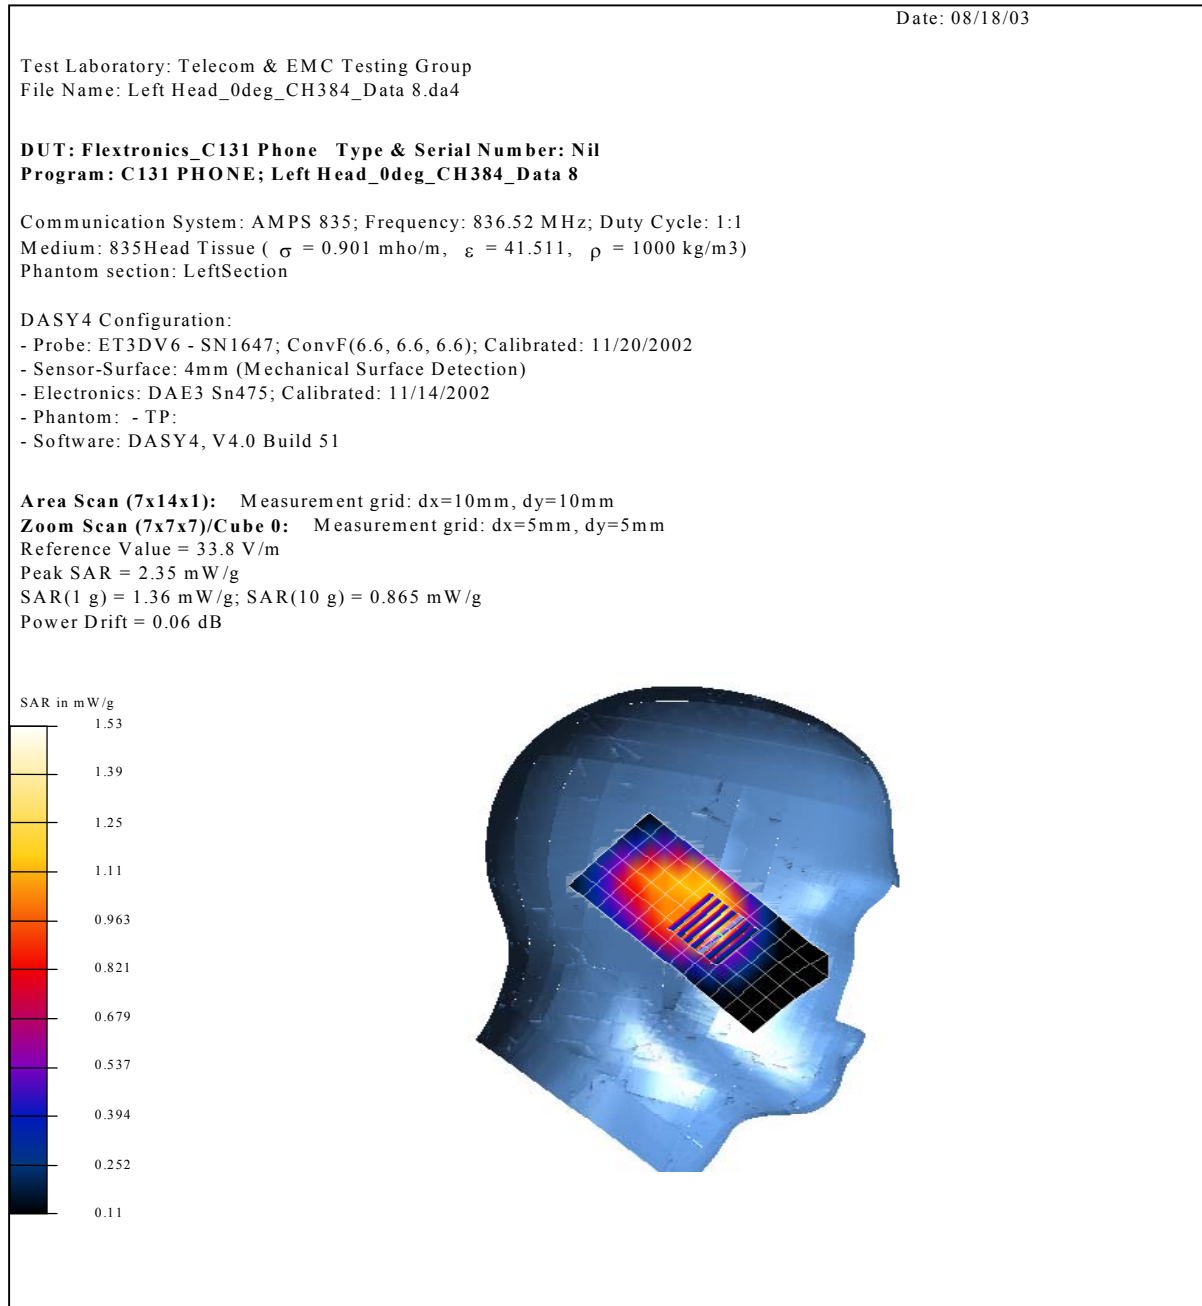 Date: 08/18/03
Test Laboratory: Telecom & EMC Testing Group
File Name: Left Head_0deg_CH384_Data 8.da4
DUT: Flextronics_C131 Phone Type & Serial Number: Nil
Program: C131 PHONE; Left Head_0deg_CH384_Data 8
Communication System: AMPS 835; Frequency: 836.52 MHz; Duty Cycle: 1:1
Medium: 835Head Tissue ( σ = 0.901 mho/m, ε = 41.511, ρ = 1000 kg/m3)
Phantom section: LeftSection
DASY4 Configuration:
- Probe: ET3DV6 - SN1647; ConvF(6.6, 6.6, 6.6); Calibrated: 11/20/2002
- Sensor-Surface: 4mm (Mechanical Surface Detection)
- Electronics: DAE3 Sn475; Calibrated: 11/14/2002
- Phantom: - TP:
- Software: DASY4, V4.0 Build 51
Area Scan (7x14x1): Measurement grid: dx=10mm, dy=10mm
Zoom Scan (7x7x7)/Cube 0: Measurement grid: dx=5mm, dy=5mm
Reference Value = 33.8 V/m
Peak SAR = 2.35 mW/g
SAR(1 g) = 1.36 mW/g; SAR(10 g) = 0.865 mW/g
Power Drift = 0.06 dB
SAR in mW/g
1.53
1.39
1.25
1.11
0.963
0.821
0.679
0.537
0.394
0.252
0.11